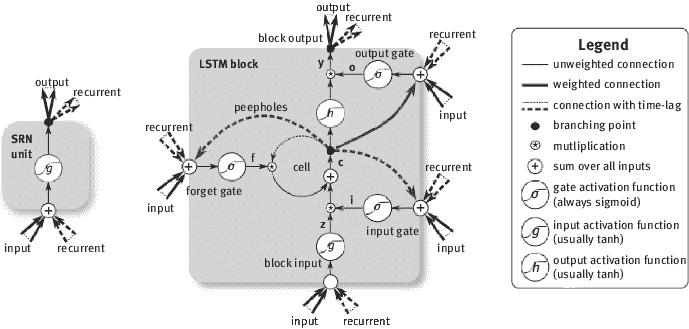 output
recurrent
SRN
unit
g
+
input
recurrent
output
recurrent
block output
LSTM block
y
o
output gate
σ
recurrent
+
input
h
peepholes
recurrent
+
input
σ
f
forget gate
cell
c
+
i
σ
input gate
recurrent
+
input
z
g
block input
input
recurrent
Legend
unweighted connection
weighted connection
connection with time-lag
branching point
mutliplication
+ sum over all inputs
σ gate activation function
(always sigmoid)
g input activation function
(usually tanh)
h output activation function
(usually tanh)